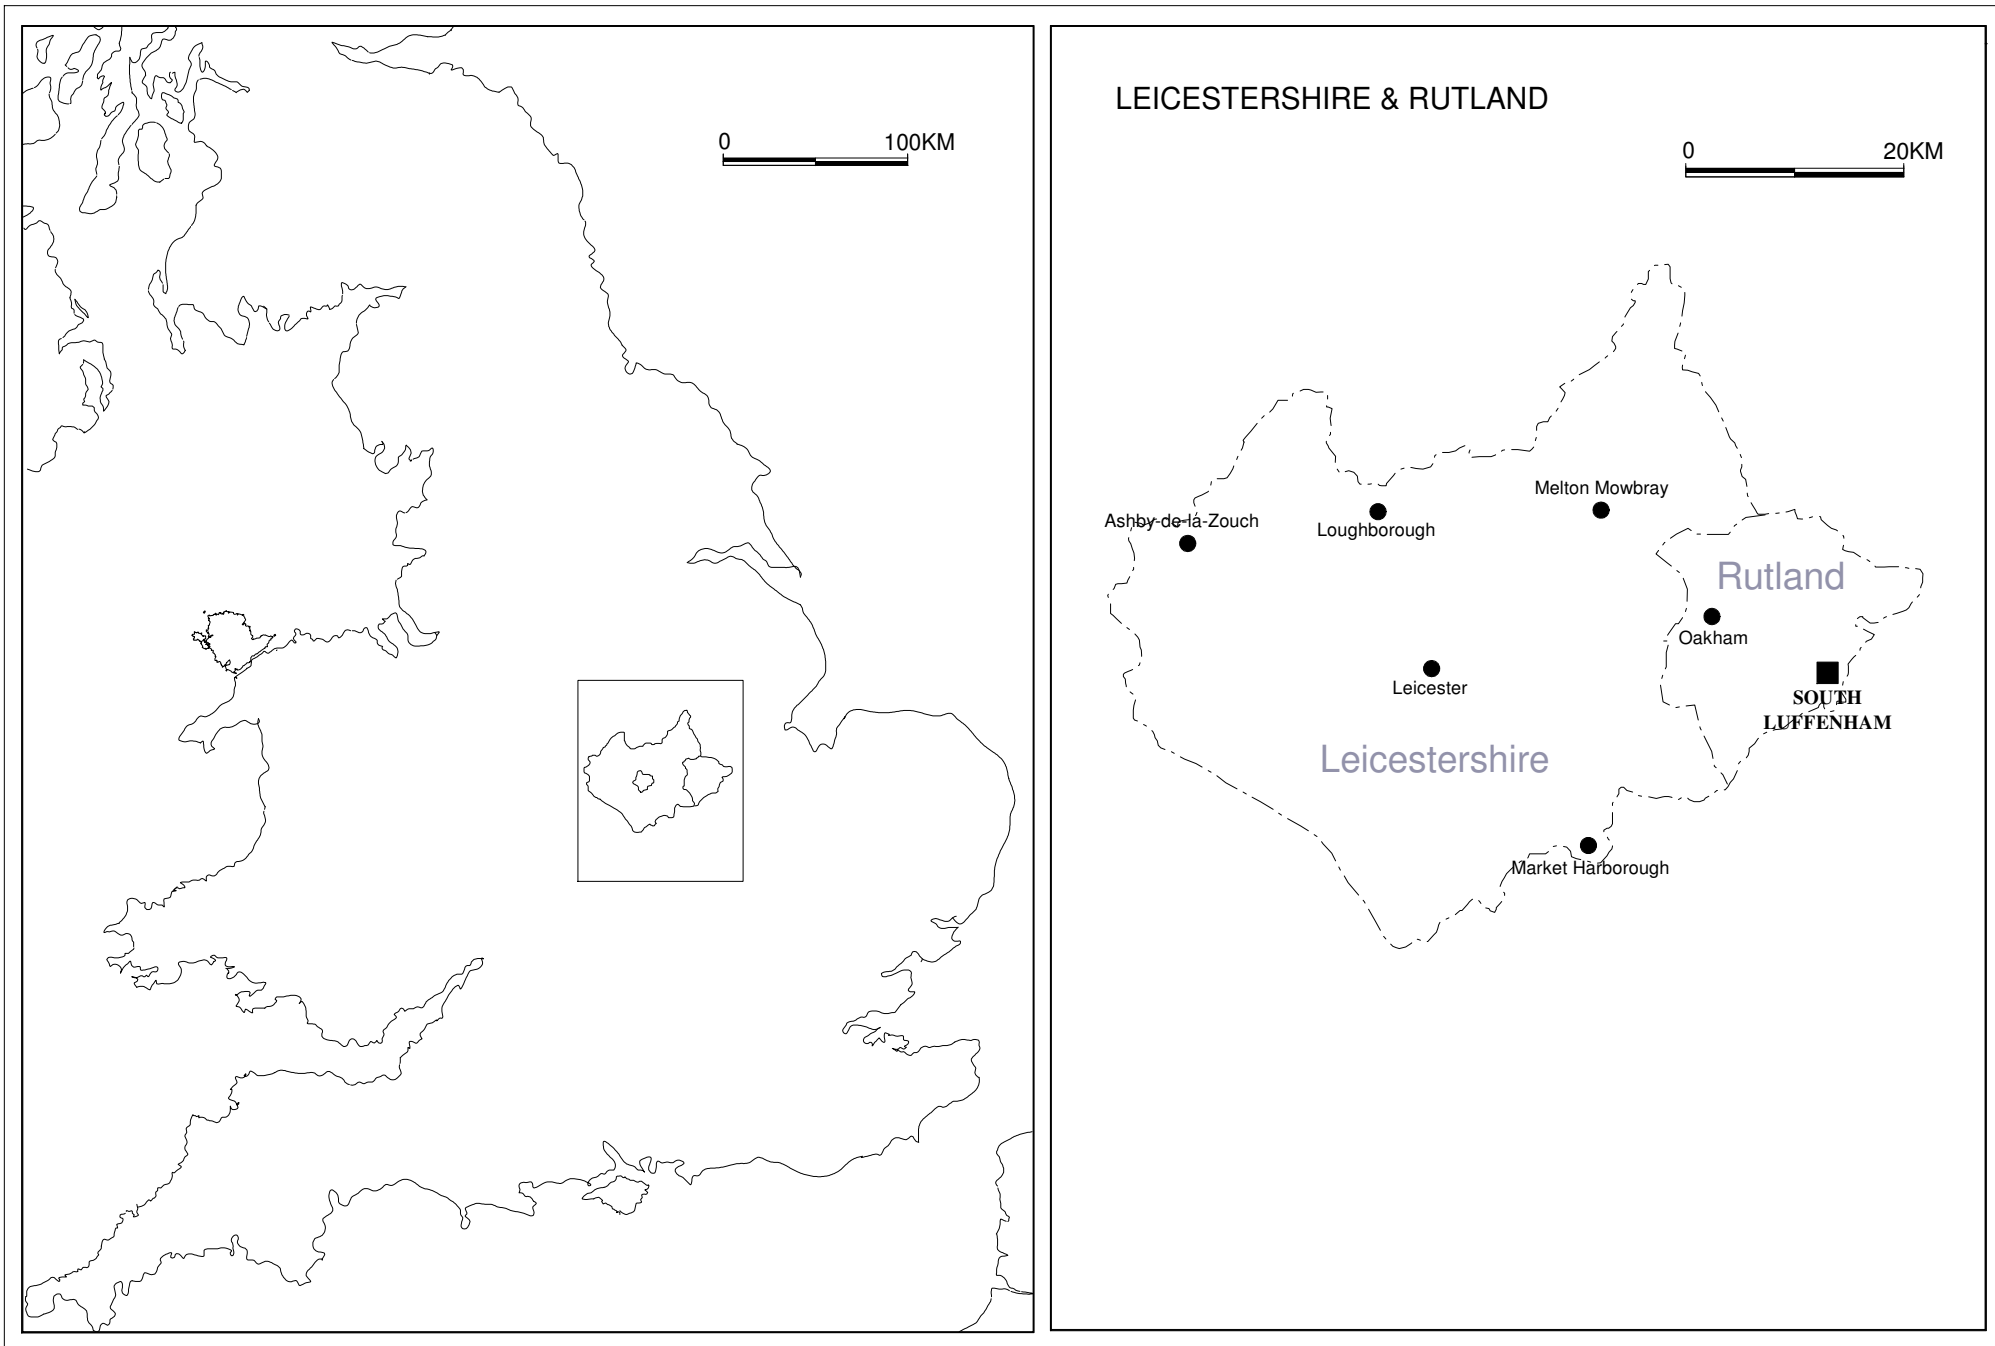 0 100KM
LEICESTERSHIRE & RUTLAND
0 20KM
Melton Mowbray
Ashby-de-la-Zouch
Loughborough
Rutland
Oakham
Leicester
SOUTH
LUFFENHAM
Leicestershire
Market Harborough